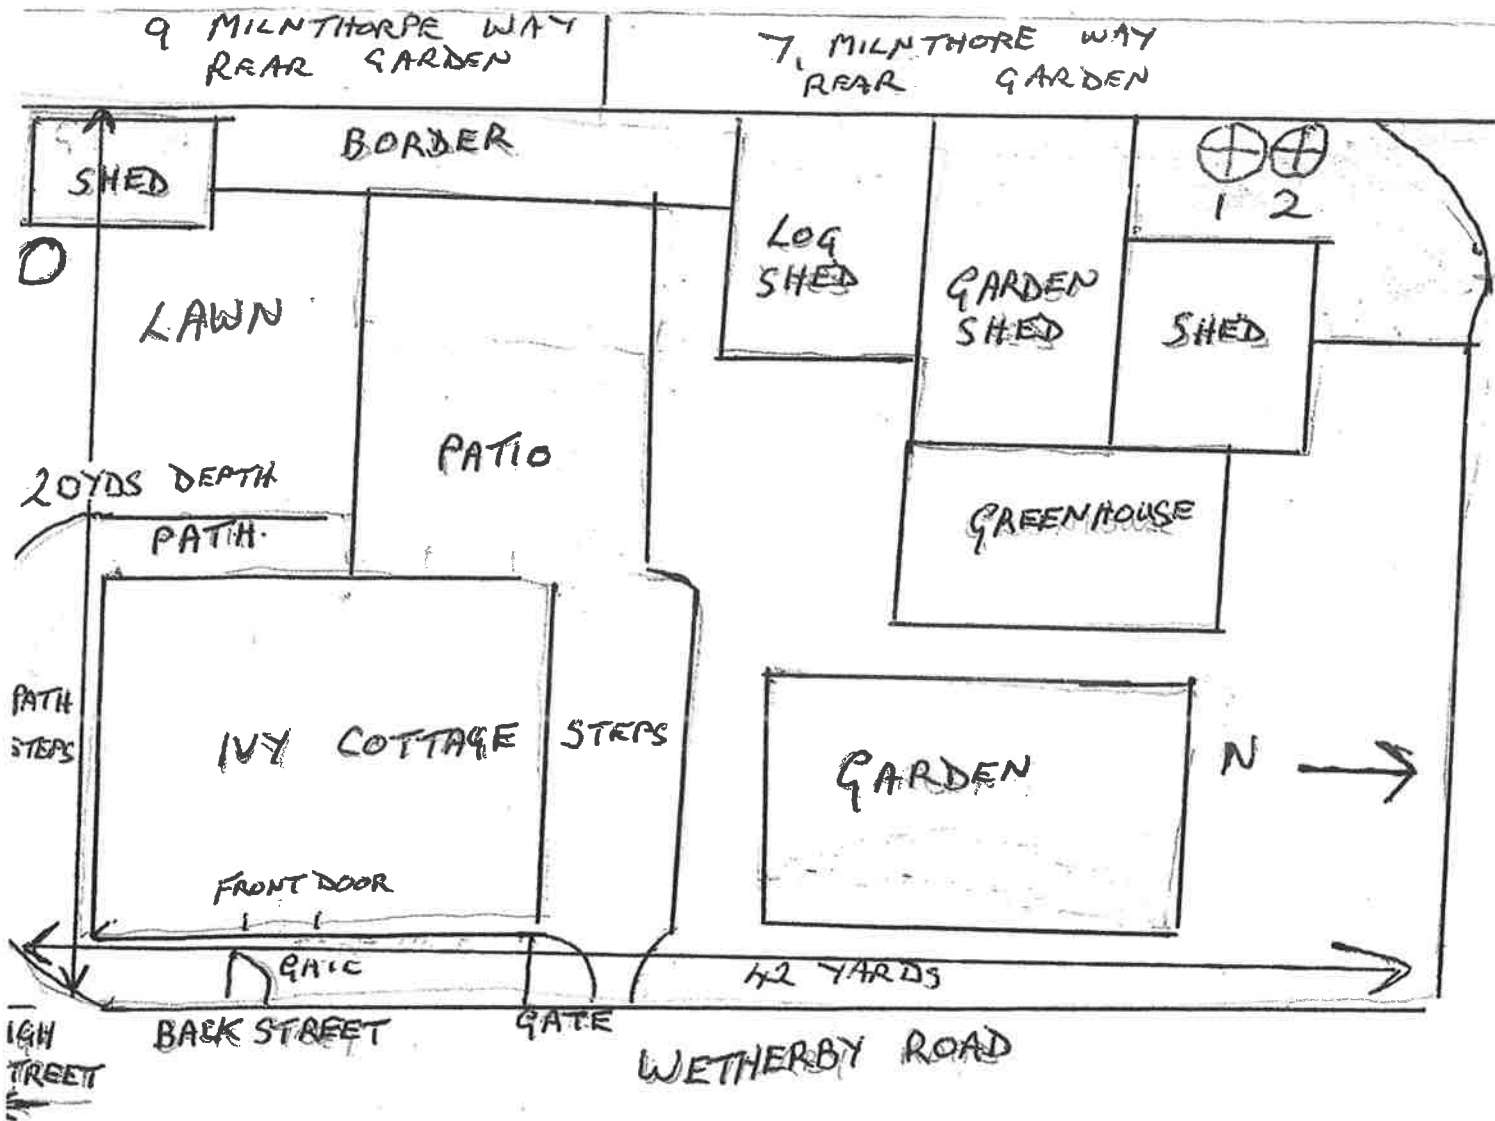 9 MILNTHORPE WAY
REAR GARDEN
7, MILNTHORE WAY
REAR GARDEN
SHED
BORDER
1 2
LOG
SHED
GARDEN
SHED
SHED
LAWN
PATIO
20YDS DEPTH
PATH.
GREENHOUSE
PATH
STEPS
IVY COTTAGE
STEPS
GARDEN
N
FRONT DOOR
GATE
42 YARDS
IGH
TREET
BACK STREET
GATE
WETHERBY ROAD